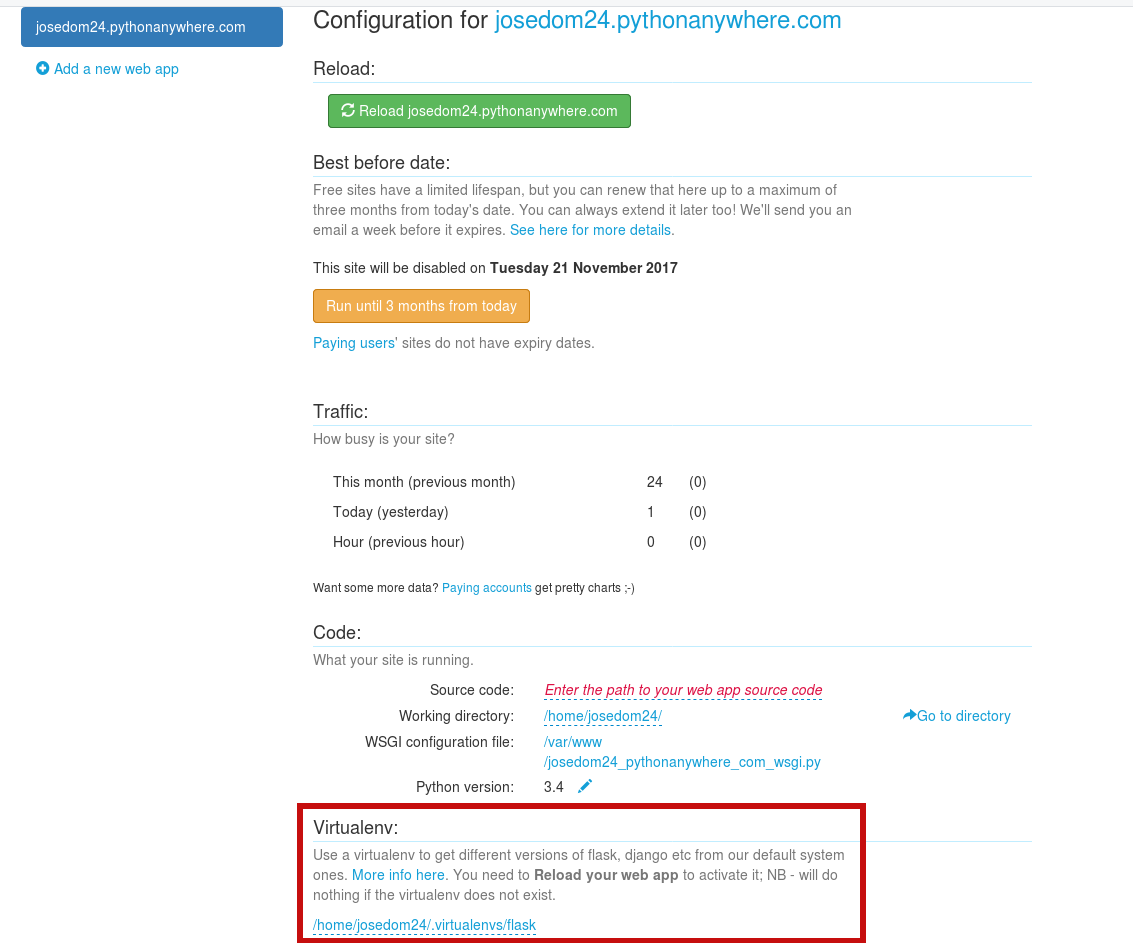 josedom24.pythonanywhere.com
Add a new web app
Configuration for josedom24.pythonanywhere.com
Reload:
Reload josedom24.pythonanywhere.com
Best before date:
Free sites have a limited lifespan, but you can renew that here up to a maximum of
three months from today's date. You can always extend it later too! We'll send you an
email a week before it expires. See here for more details.
This site will be disabled on Tuesday 21 November 2017
Run until 3 months from today
Paying users' sites do not have expiry dates.
Traffic:
How busy is your site?
This month (previous month) 24 (0)
Today (yesterday) 1 (0)
Hour (previous hour) 0 (0)
Want some more data? Paying accounts get pretty charts ;-)
Code:
What your site is running.
Source code: Enter the path to your web app source code
Working directory: /home/josedom24/ Go to directory
WSGI configuration file: /var/www
/josedom24_pythonanywhere_com_wsgi.py
Python version: 3.4
Virtualenv:
Use a virtualenv to get different versions of flask, django etc from our default system
ones. More info here. You need to Reload your web app to activate it; NB - will do
nothing if the virtualenv does not exist.
/home/josedom24/.virtualenvs/flask